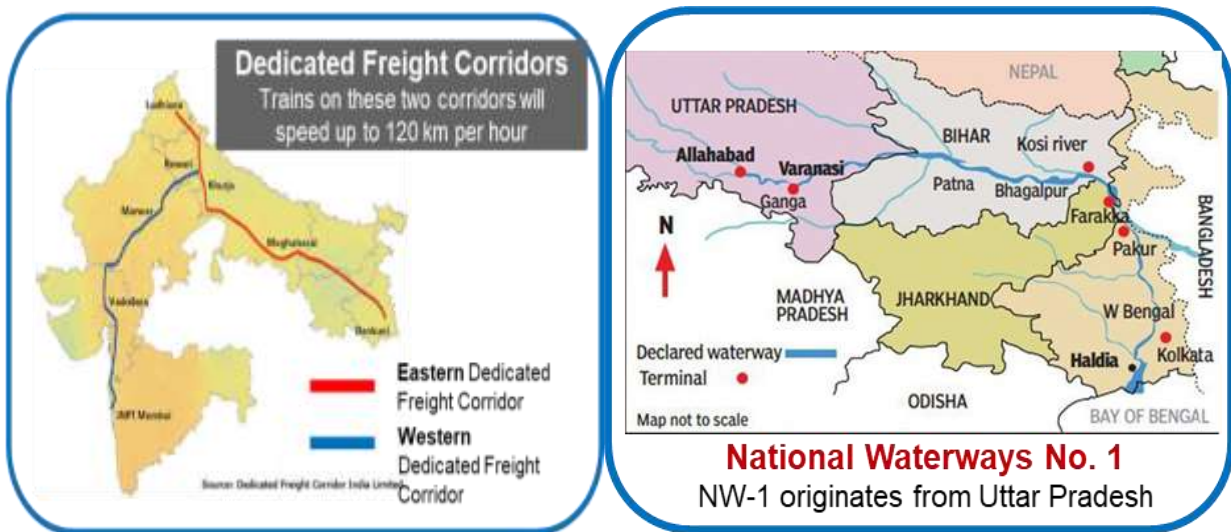 Dedicated Freight Corridors
Trains on these two corridors will
speed up to 120 km per hour
Ludhiana
Rewari
Khurja
Marwar
Mughalsarai
Vadodara
Dankuni
JNPT Mumbai
Eastern Dedicated
Freight Corridor
Western
Dedicated Freight
Corridor
Source: Dedicated Freight Corridor India Limited
NEPAL
UTTAR PRADESH
BIHAR
Kosi river
Allahabad
Varanasi
Patna
Bhagalpur
Ganga
Farakka
BANGLADESH
N
Pakur
MADHYA
PRADESH
JHARKHAND
W Bengal
Declared waterway
Haldia
Kolkata
Terminal
ODISHA
Map not to scale
BAY OF BENGAL
National Waterways No. 1
NW-1 originates from Uttar Pradesh